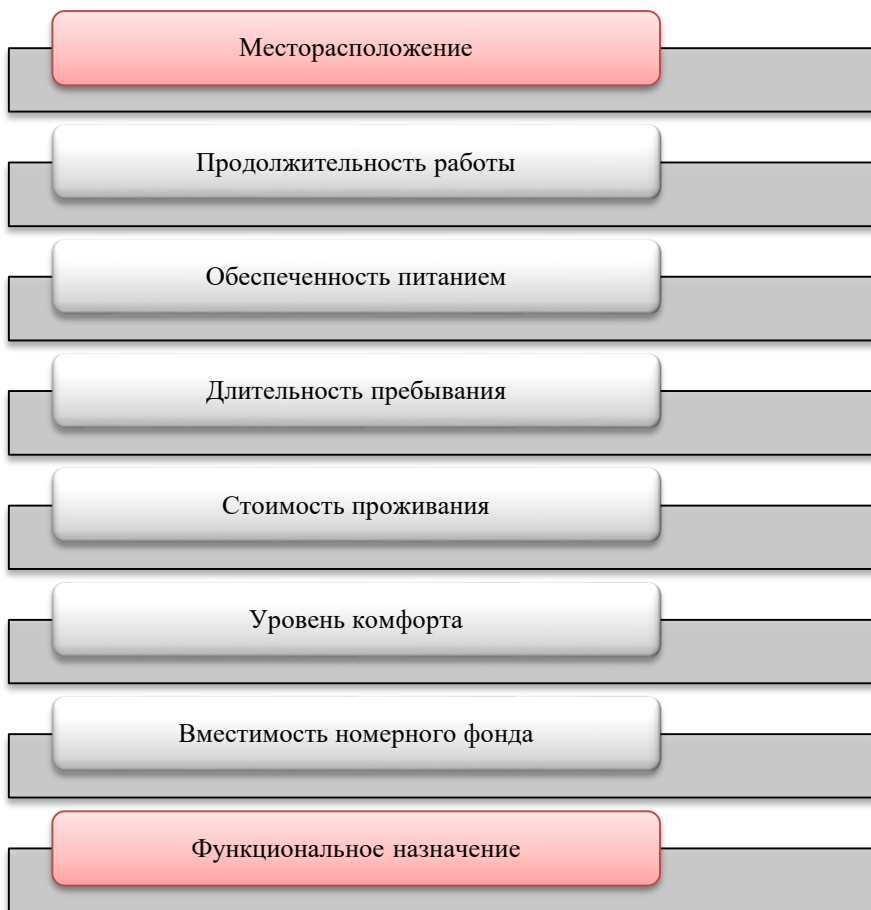 Месторасположение
Продолжительность работы
Обеспеченность питанием
Длительность пребывания
Стоимость проживания
Уровень комфорта
Вместимость номерного фонда
Функциональное назначение